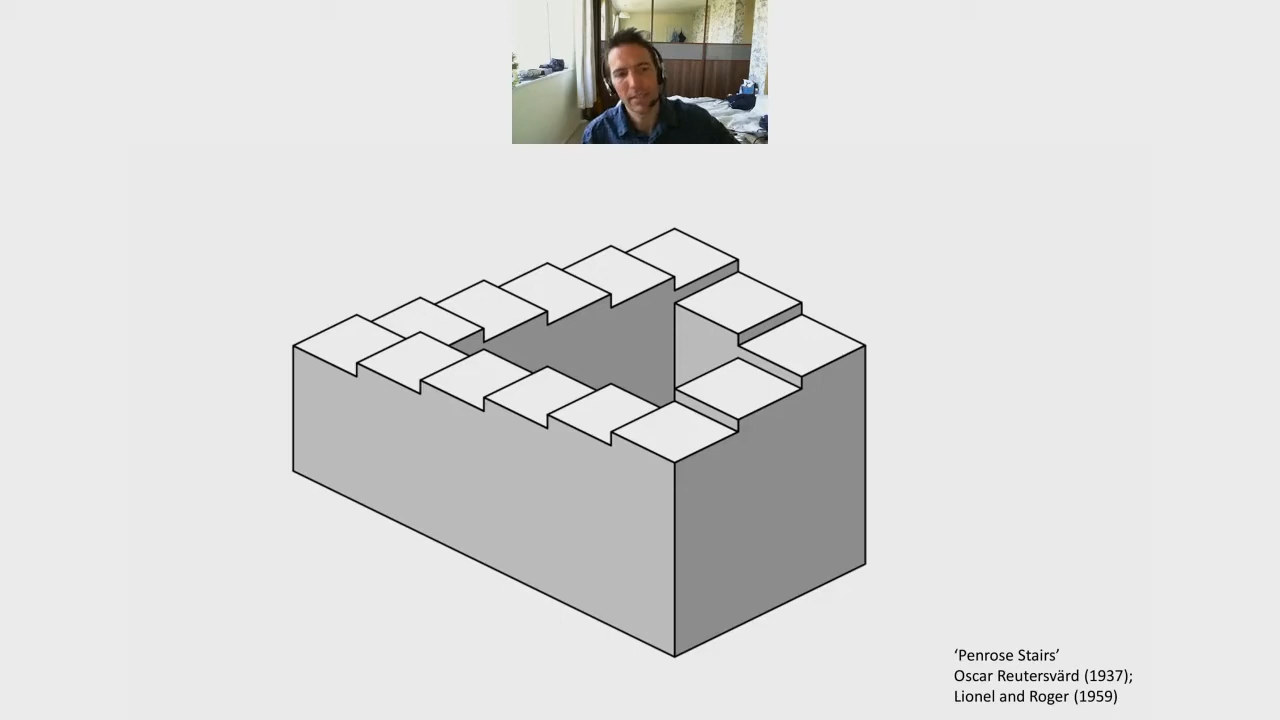 ‘Penrose Stairs’
Oscar Reutersvärd (1937);
Lionel and Roger (1959)